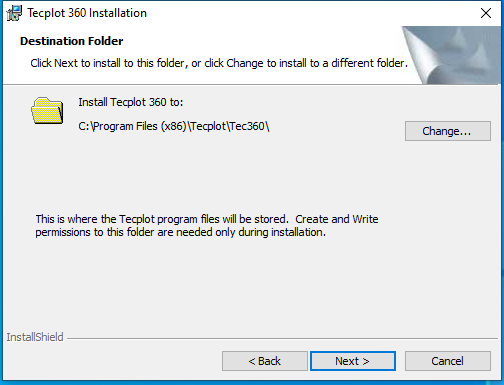 Tecplot 360 Installation
Destination Folder
Click Next to install to this folder, or click Change to install to a different folder.
Install Tecplot 360 to:
C:\Program Files (x86)\Tecplot\Tec360\
Change...
This is where the Tecplot program files will be stored.  Create and Write
permissions to this folder are needed only during installation.
InstallShield
< Back
Next >
Cancel